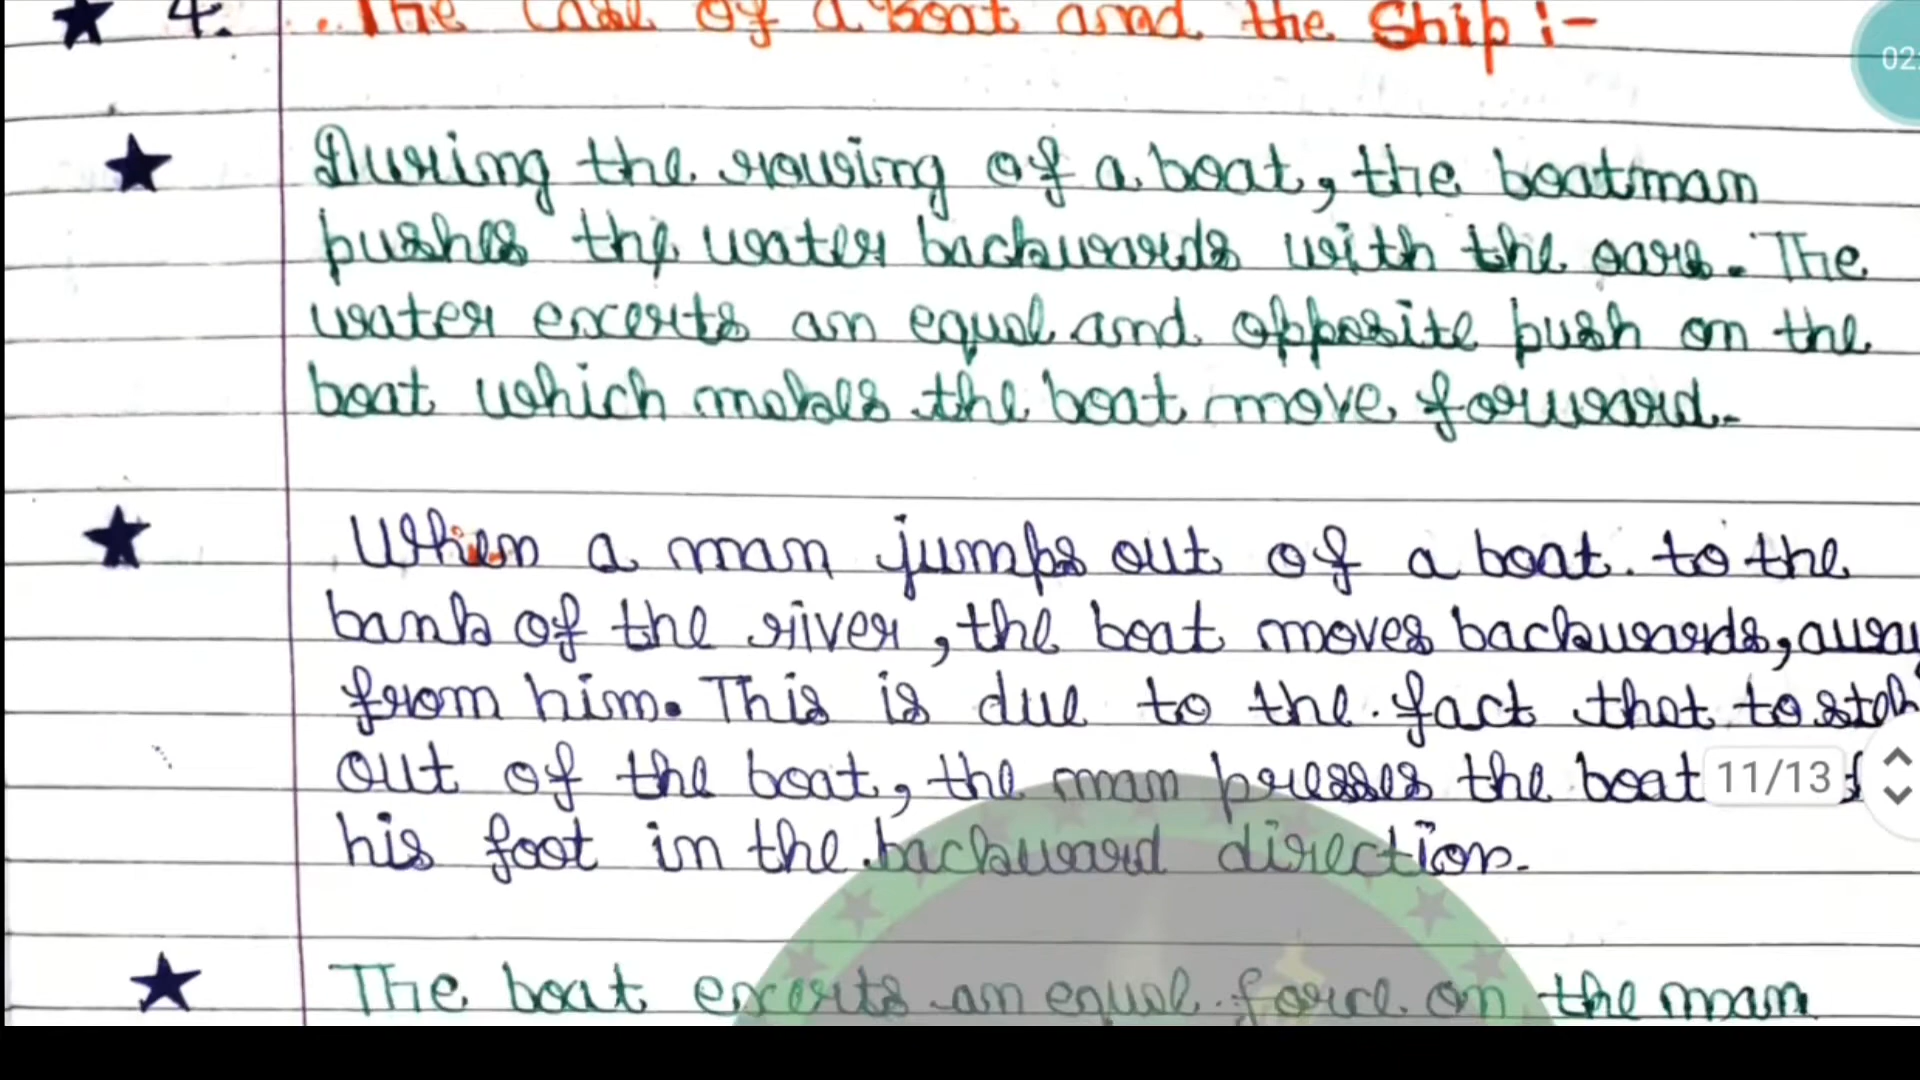 4. The Case of a Boat and the Ship :-
02:
During the rowing of a boat, the boatman
pushes the water backwards with the oars. The
water excerts an equal and opposite push on the
boat which makes the boat move forward.
When a man jumps out of a boat to the
bank of the river, the boat moves backwards, away
from him. This is due to the fact that to step
out of the boat, the man presses the boat
11/13
his foot in the backward direction.
The boat excerts an equal force on the man